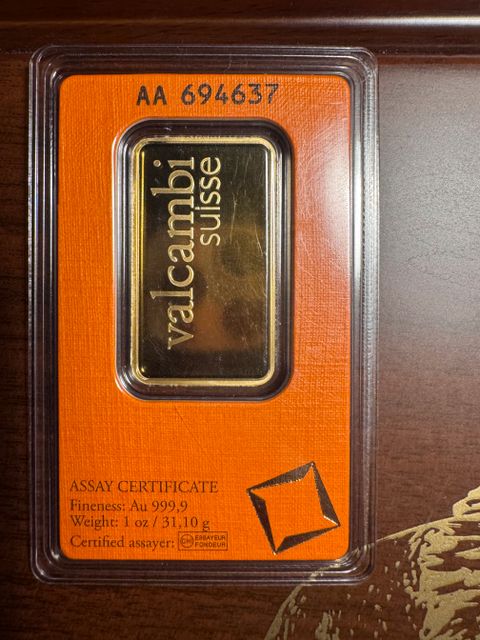 AA 694637
valcambi
suisse
ASSAY CERTIFICATE
Fineness: Au 999,9
Weight: 1 oz / 31,10 g
Certified assayer: CHI ESSAYEUR
FONDEUR